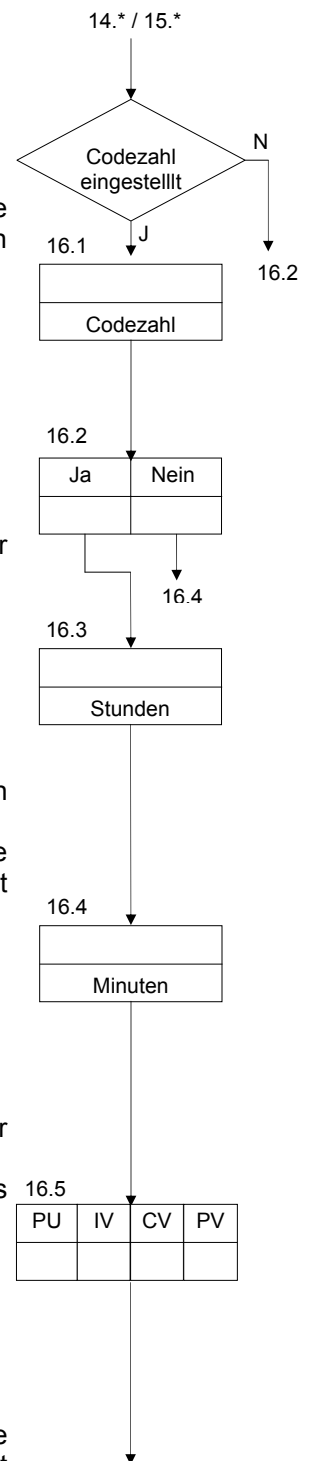 14.* / 15.*
Codezahl
eingestelllt
N
J
16.2
e
n
16.1
Codezahl
16.2
Ja Nein
r
16.4
16.3
Stunden
n
e
t
16.4
Minuten
r
s
16.5
PU IV CV PV
e
t